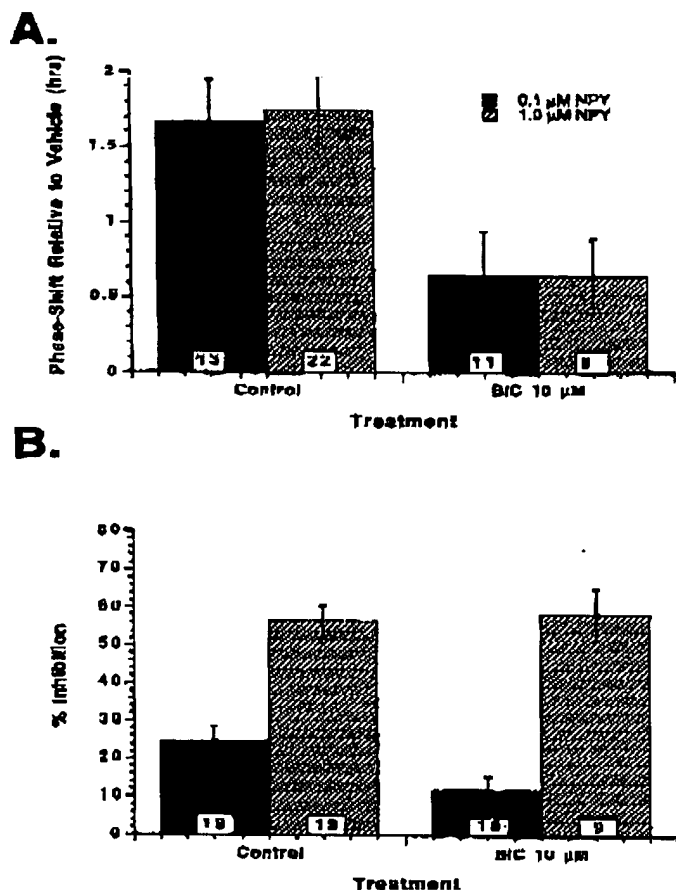 A.
Phase-Shift Relative to Vehicle (hrs)
2
1.5
1
0.5
0
0.1 µM NPY
1.0 µM NPY
22
11
Control
BIC 10 µM
Treatment
B.
% Inhibition
80
70
60
50
40
30
20
10
0
19
9
Control
BIC 10 µM
Treatment